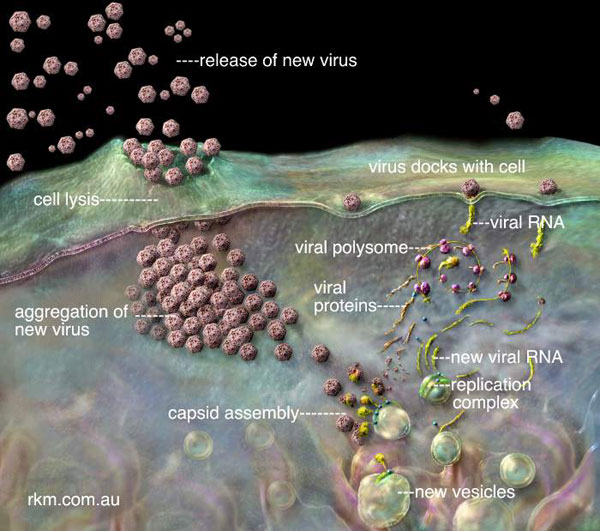 ----release of new virus
virus docks with cell
cell lysis----------
--viral RNA
viral polysome---
viral
proteins-----
aggregation of
new virus
-----
---new viral RNA
--replication
complex
capsid assembly-------
---new vesicles
rkm.com.au